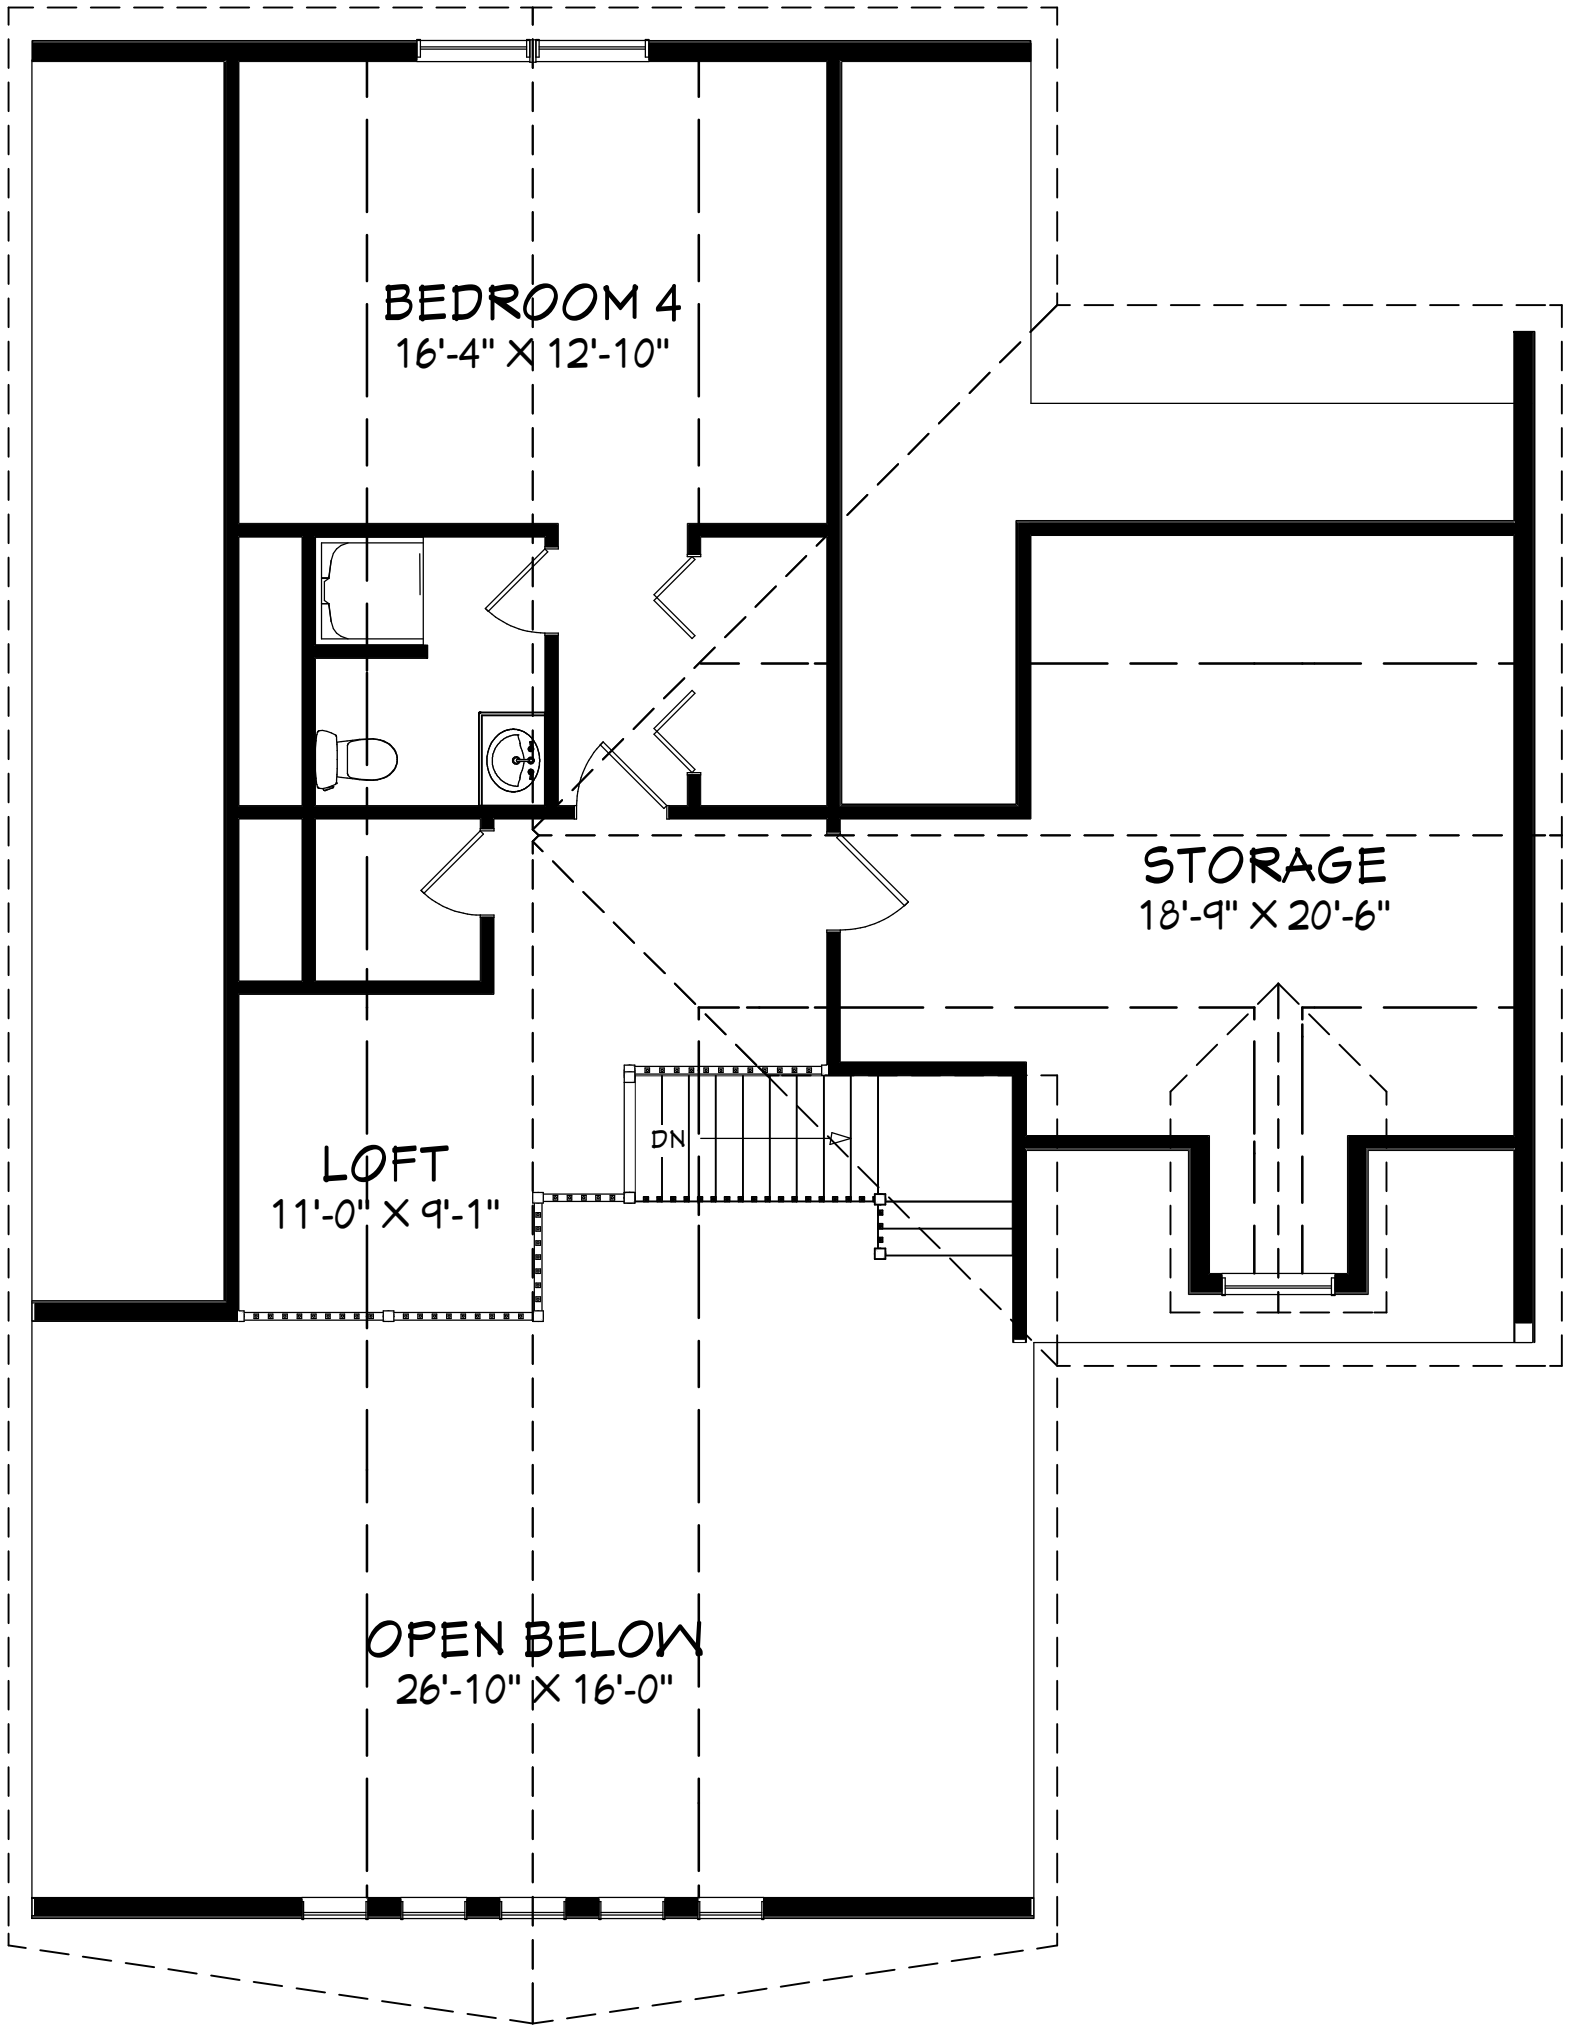 BEDROOM 4
16'-4" X 12'-10"
STORAGE
18'-9" X 20'-6"
DN
LOFT
11'-0" X 9'-1"
OPEN BELOW
26'-10" X 16'-0"